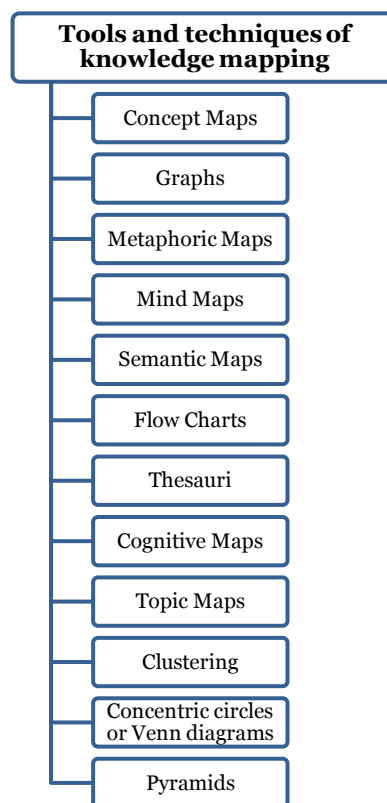 Tools and techniques of
knowledge mapping
Concept Maps
Graphs
Metaphoric Maps
Mind Maps
Semantic Maps
Flow Charts
Thesauri
Cognitive Maps
Topic Maps
Clustering
Concentric circles
or Venn diagrams
Pyramids